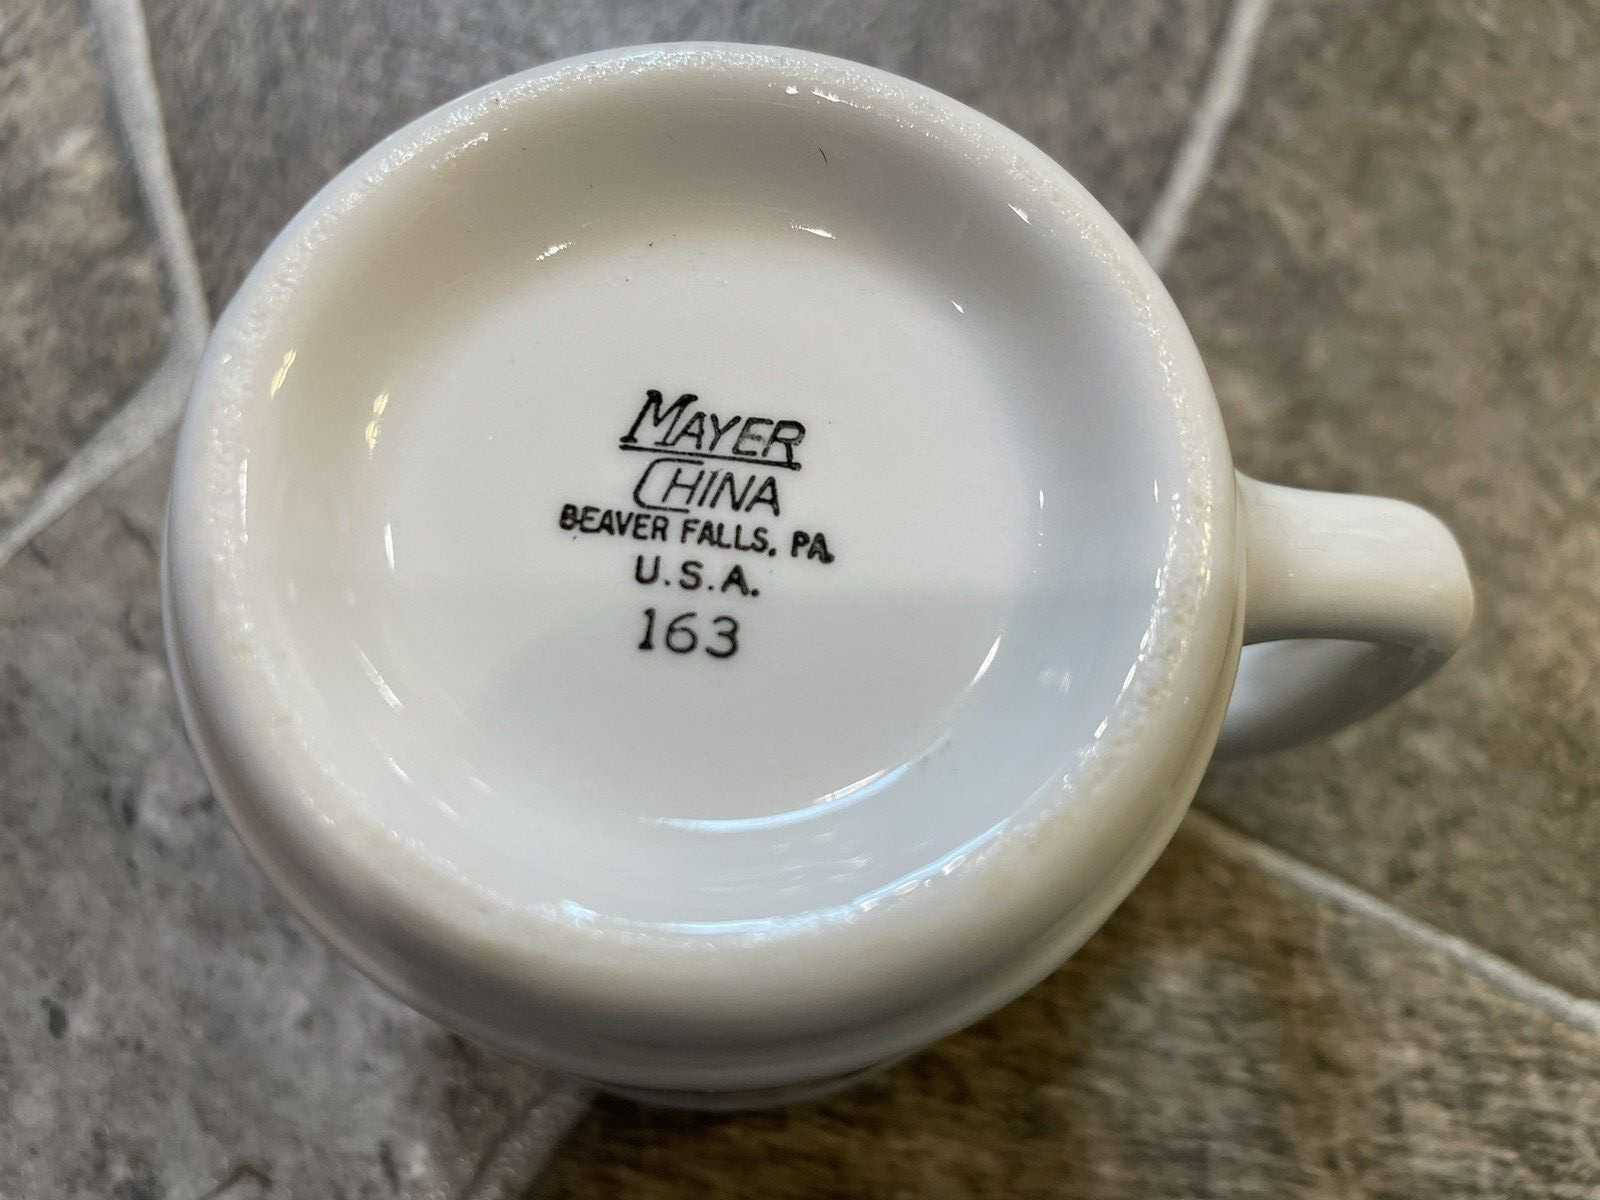 MAYER
CHINA
BEAVER FALLS, PA.
U.S.A.
163